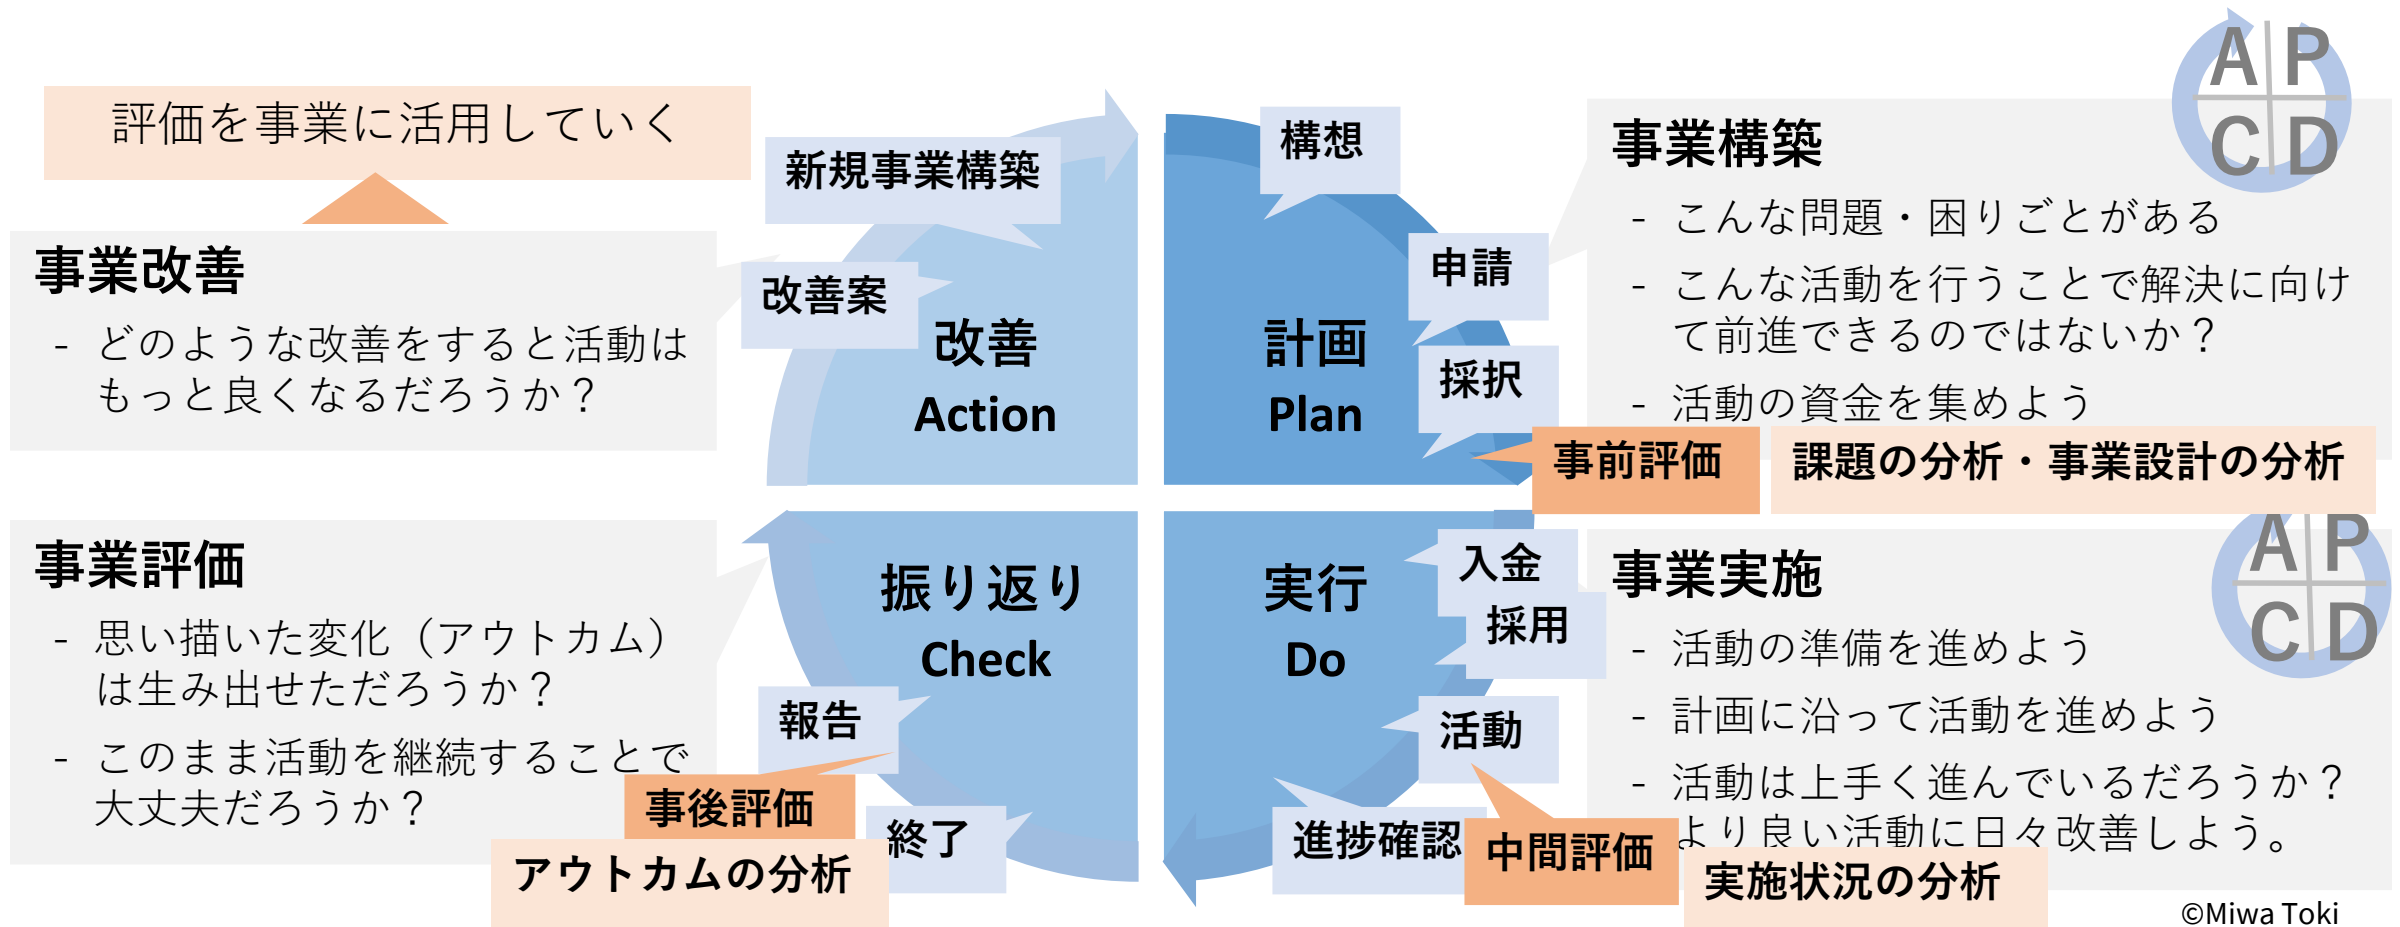 評価を事業に活用していく
事業改善
- どのような改善をすると活動は
もっと良くなるだろうか？
新規事業構築
改善案
改善
Action
構想
申請
採択
計画
Plan
A P
C D
事業構築
- こんな問題・困りごとがある
- こんな活動を行うことで解決に向け
て前進できるのではないか？
- 活動の資金を集めよう
事前評価
課題の分析・事業設計の分析
事業評価
- 思い描いた変化（アウトカム）
は生み出せただろうか？
- このまま活動を継続することで
大丈夫だろうか？
振り返り
Check
報告
事後評価
アウトカムの分析
終了
実行
Do
入金
採用
活動
進捗確認
中間評価
実施状況の分析
A P
C D
事業実施
- 活動の準備を進めよう
- 計画に沿って活動を進めよう
- 活動は上手く進んでいるだろうか？
より良い活動に日々改善しよう。
©Miwa Toki